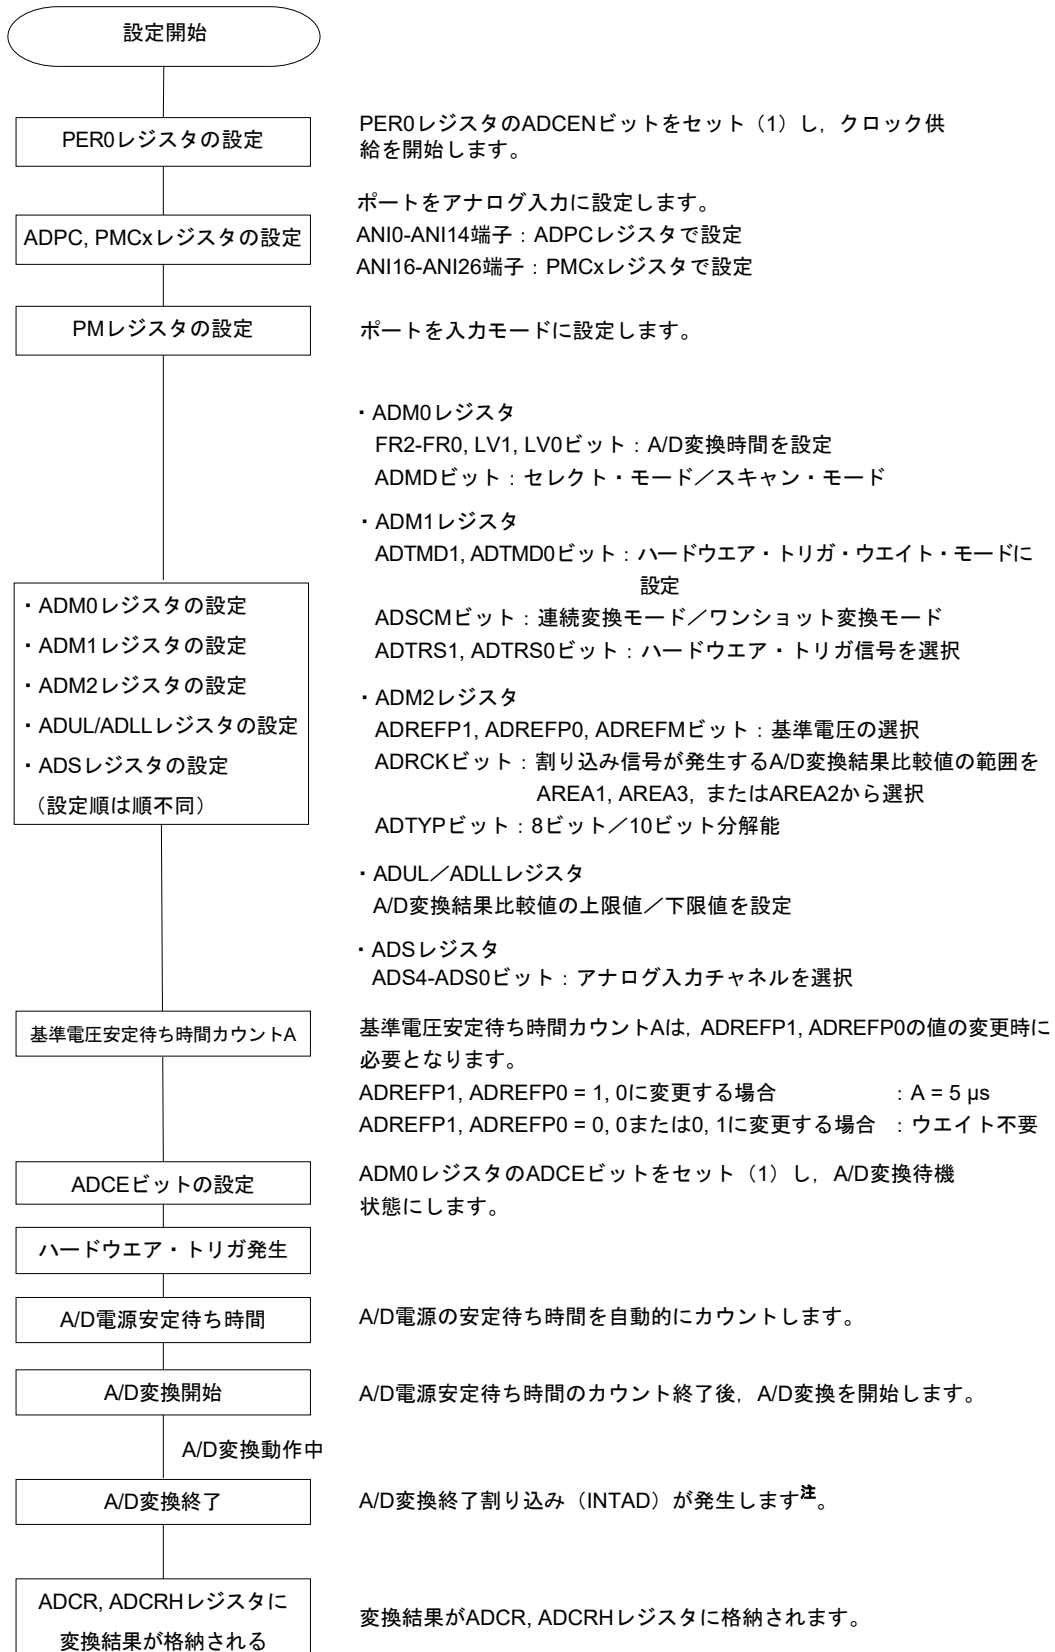 設定開始
PER0レジスタの設定
PER0レジスタのADCENビットをセット（1）し，クロック供
給を開始します。
ADPC, PMCxレジスタの設定
ポートをアナログ入力に設定します。
ANI0-ANI14端子：ADPCレジスタで設定
ANI16-ANI26端子：PMCxレジスタで設定
PMレジスタの設定
ポートを入力モードに設定します。
・ADM0レジスタの設定
・ADM1レジスタの設定
・ADM2レジスタの設定
・ADUL/ADLLレジスタの設定
・ADSレジスタの設定
（設定順は順不同）
・ADM0レジスタ
FR2-FR0, LV1, LV0ビット：A/D変換時間を設定
ADMDビット：セレクト・モード／スキャン・モード
・ADM1レジスタ
ADTMD1, ADTMD0ビット：ハードウエア・トリガ・ウエイト・モードに
設定
ADSCMビット：連続変換モード／ワンショット変換モード
ADTRS1, ADTRS0ビット：ハードウエア・トリガ信号を選択
・ADM2レジスタ
ADREFP1, ADREFP0, ADREFMビット：基準電圧の選択
ADRCKビット：割り込み信号が発生するA/D変換結果比較値の範囲を
AREA1, AREA3, またはAREA2から選択
ADTYPビット：8ビット／10ビット分解能
・ADUL／ADLLレジスタ
A/D変換結果比較値の上限値／下限値を設定
・ADSレジスタ
ADS4-ADS0ビット：アナログ入力チャネルを選択
基準電圧安定待ち時間カウントA
基準電圧安定待ち時間カウントAは, ADREFP1, ADREFP0の値の変更時に
必要となります。
ADREFP1, ADREFP0 = 1, 0に変更する場合 ：A = 5 μs
ADREFP1, ADREFP0 = 0, 0または0, 1に変更する場合 ：ウエイト不要
ADCEビットの設定
ADM0レジスタのADCEビットをセット（1）し，A/D変換待機
状態にします。
ハードウエア・トリガ発生
A/D電源安定待ち時間
A/D電源の安定待ち時間を自動的にカウントします。
A/D変換開始
A/D電源安定待ち時間のカウント終了後，A/D変換を開始します。
A/D変換動作中
A/D変換終了
A/D変換終了割り込み（INTAD）が発生します注。
ADCR, ADCRHレジスタに
変換結果が格納される
変換結果がADCR, ADCRHレジスタに格納されます。